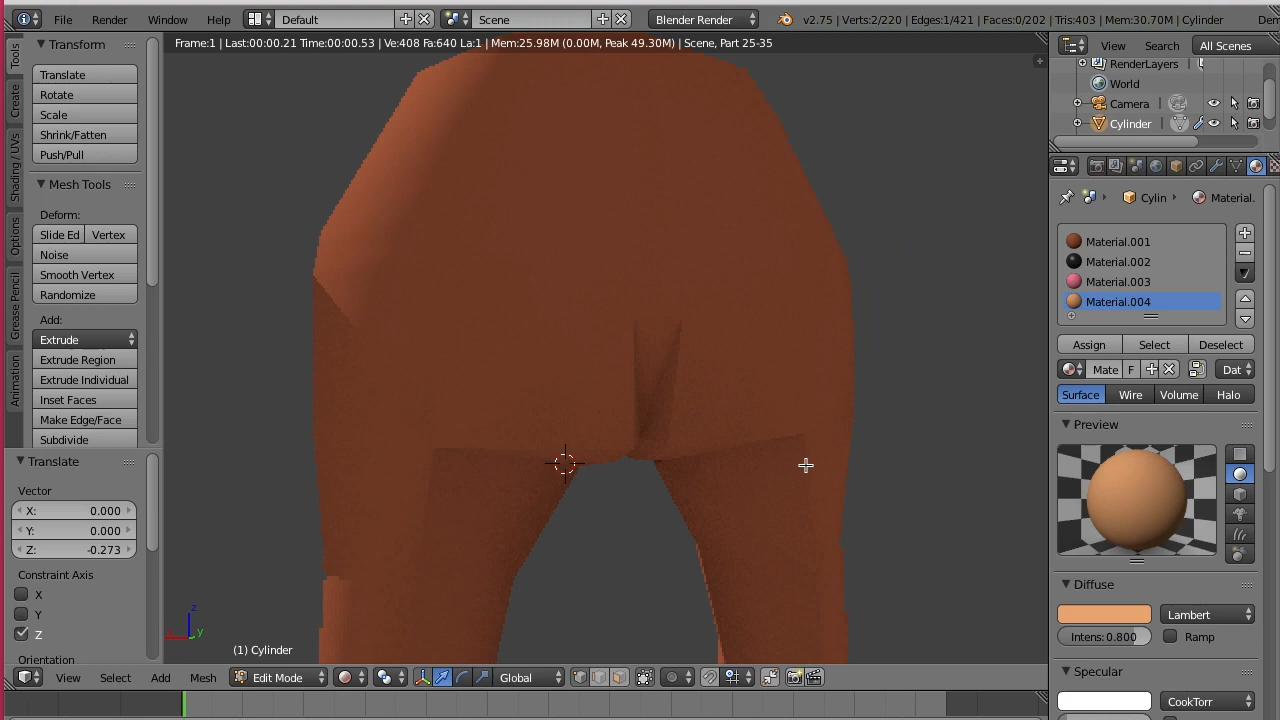 File Render Window Help Default Scene Blender Render v2.75 | Verts:2/220 | Edges:1/421 | Faces:0/202 | Tris:403 | Mem:30.70M | Cylinder
Frame:1 | Last:00:00.21 Time:00:00.53 | Ve:408 Fa:640 La:1 | Mem:25.98M (0.00M, Peak 49.30M) | Scene, Part 25-35
Tools
Create
Shading / UVs
Options
Grease Pencil
Animation
Transform
Translate
Rotate
Scale
Shrink/Fatten
Push/Pull
Mesh Tools
Deform:
Slide Ed Vertex
Noise
Smooth Vertex
Randomize
Add:
Extrude
Extrude Region
Extrude Individual
Inset Faces
Make Edge/Face
Subdivide
Translate
Vector
X: 0.000
Y: 0.000
Z: -0.273
Constraint Axis
X
Y
Z
Orientation
z
y
(1) Cylinder
View Select Add Mesh Edit Mode Global
View Search All Scenes
RenderLayers
World
Camera
Cylinder
Cylin Material.
Material.001
Material.002
Material.003
Material.004
Assign Select Deselect
Mate F Dat
Surface Wire Volume Halo
Preview
Diffuse
Lambert
Intens: 0.800 Ramp
Specular
CookTorr